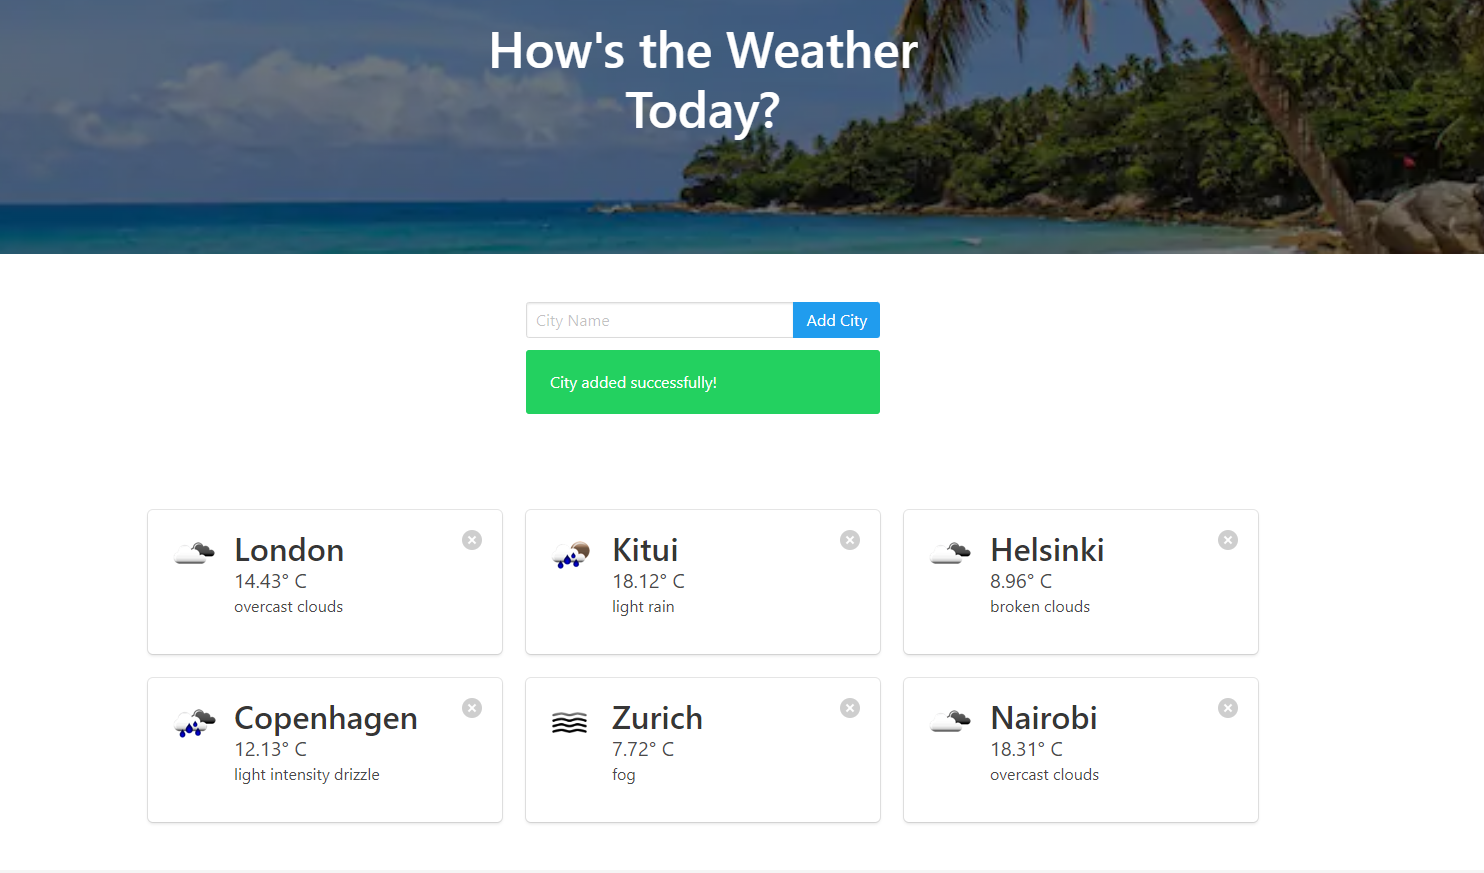 How's the Weather
Today?
City Name
Add City
City added successfully!
London
14.43° C
overcast clouds
Kitui
18.12° C
light rain
Helsinki
8.96° C
broken clouds
Copenhagen
12.13° C
light intensity drizzle
Zurich
7.72° C
fog
Nairobi
18.31° C
overcast clouds